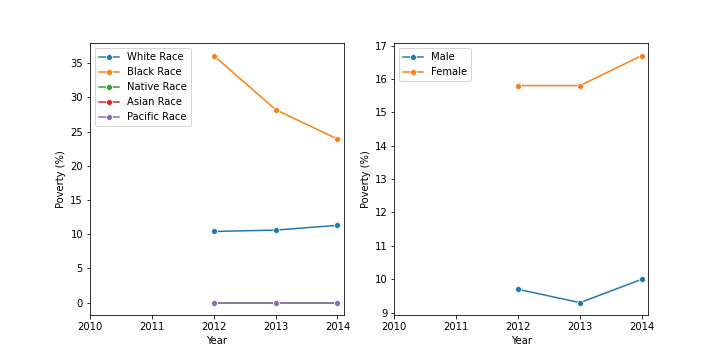 White Race
Black Race
Native Race
Asian Race
Pacific Race
35
30
25
20
15
10
5
0
Poverty (%)
2010 2011 2012 2013 2014
Year
Male
Female
17
16
15
14
13
12
11
10
9
Poverty (%)
2010 2011 2012 2013 2014
Year